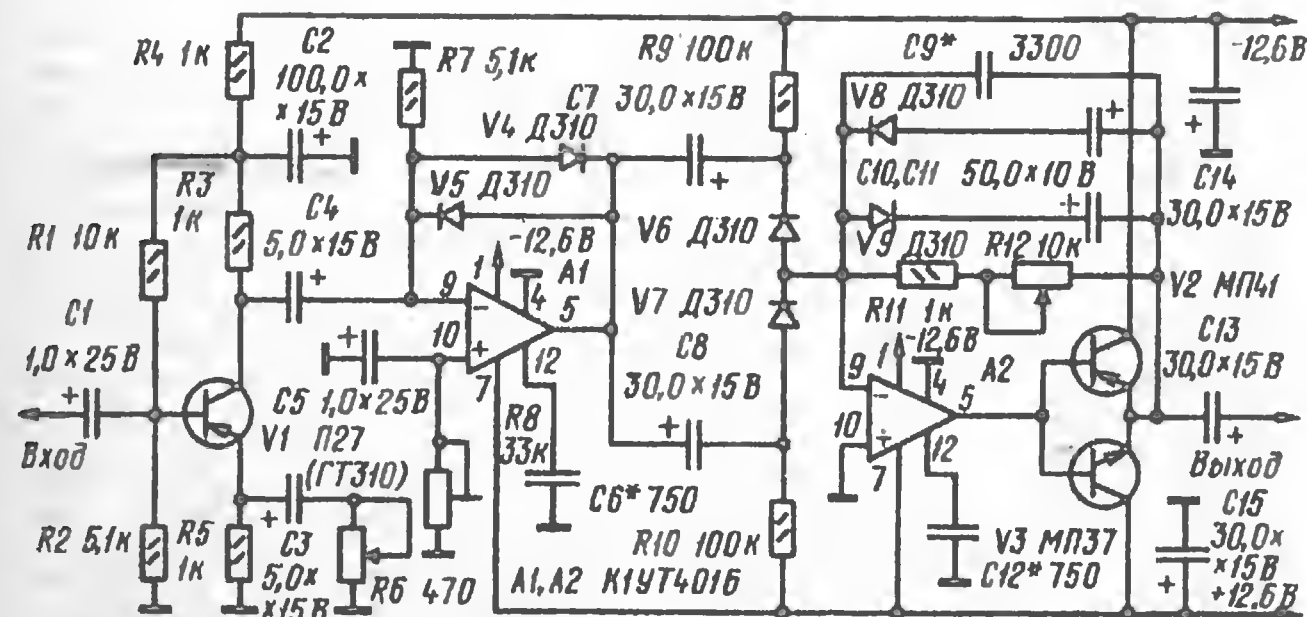 R4 1к
C2
100,0×
×15В
R7 5,1к
C7
30,0×15В
V4 Д310
R9 100к
C9*
3300
V8 Д310
-12,6В
R3
1к
C4
5,0×15В
V5 Д310
-12,6В
V6 Д310
C10,C11 50,0×10В
C14
30,0×15В
R1 10к
V9 Д310
R12 10к
C1
1,0×25В
A1
V7 Д310
R11 1к
V2 МП41
C13
30,0×15В
9
1
4
5
10
12
7
C8
30,0×15В
-12,6В
9
1
4
A2
5
10
12
7
Вход
V1 П27
(ГТ310)
C5 1,0×25В
R8
33к
C6* 750
Выход
C15
30,0×
×15В
+12,6В
R2 5,1к
R5
1к
C3
5,0×
×15В
R6 470
R10 100к
A1,A2 К1УТ401б
V3 МП37
C12* 750